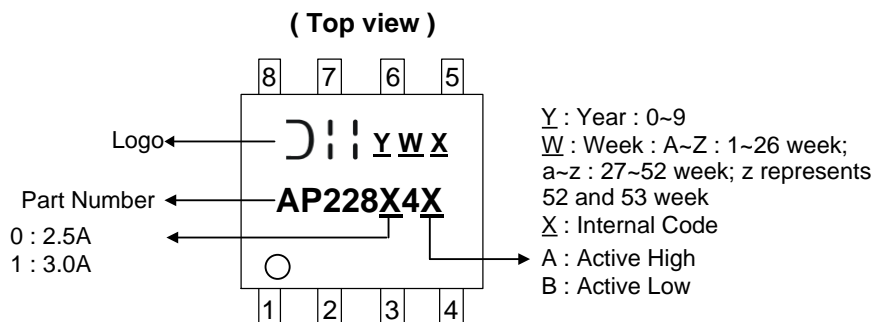 ( Top view )
8 7 6 5
Logo
Y W X
Part Number
AP228X4X
0 : 2.5A
1 : 3.0A
1 2 3 4
Y : Year : 0~9
W : Week : A~Z : 1~26 week;
a~z : 27~52 week; z represents
52 and 53 week
X : Internal Code
A : Active High
B : Active Low